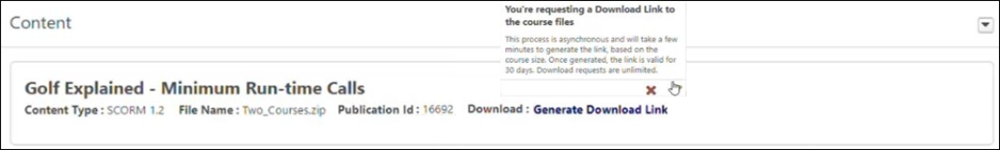 Content
You're requesting a Download Link to
the course files
This process is asynchronous and will take a few
minutes to generate the link, based on the
course size. Once generated, the link is valid for
30 days. Download requests are unlimited.
Golf Explained - Minimum Run-time Calls
Content Type : SCORM 1.2 File Name : Two_Courses.zip Publication Id : 16692 Download : Generate Download Link